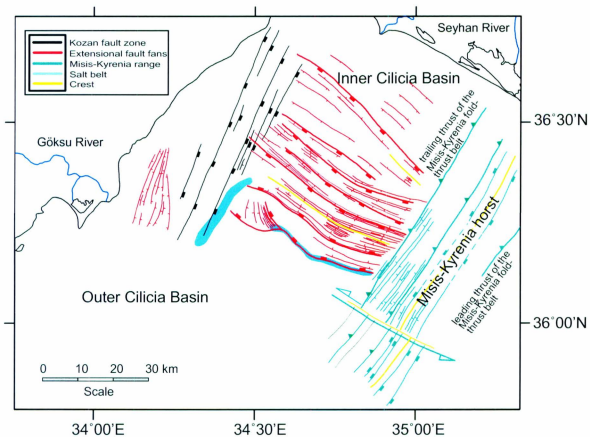 Kozan fault zone
Extensional fault fans
Misis-Kyrenia range
Salt belt
Crest
Seyhan River
Inner Cilicia Basin
36°30'N
Göksu River
trailing thrust of the
Misis-Kyrenia fold-
thrust belt
Misis-Kyrenia horst
leading thrust of the
Misis-Kyrenia fold-
thrust belt
Outer Cilicia Basin
36°00'N
0 10 20 30 km
Scale
34°00'E
34°30'E
35°00'E